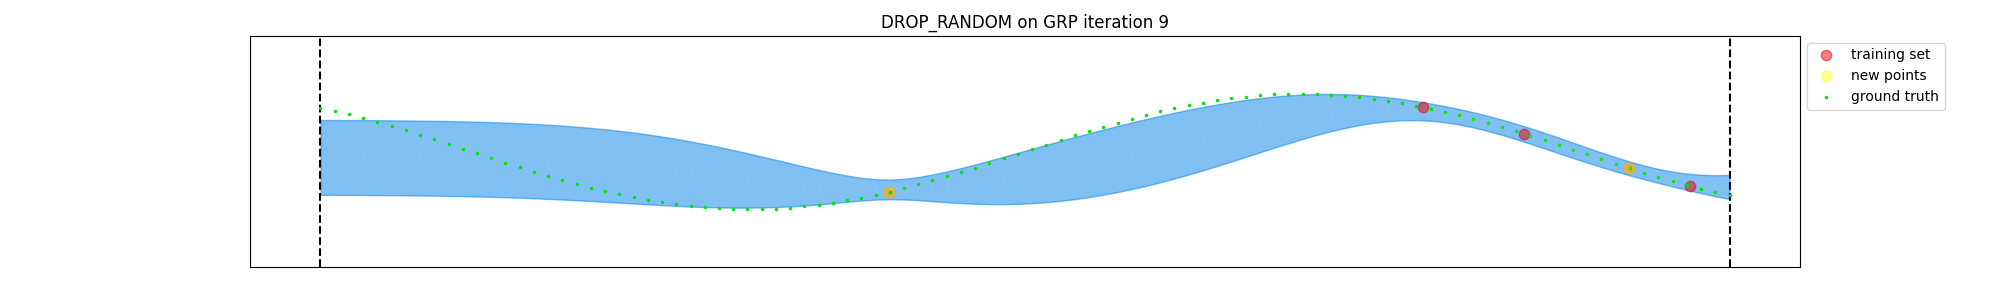 DROP_RANDOM on GRP iteration 9
training set
new points
ground truth